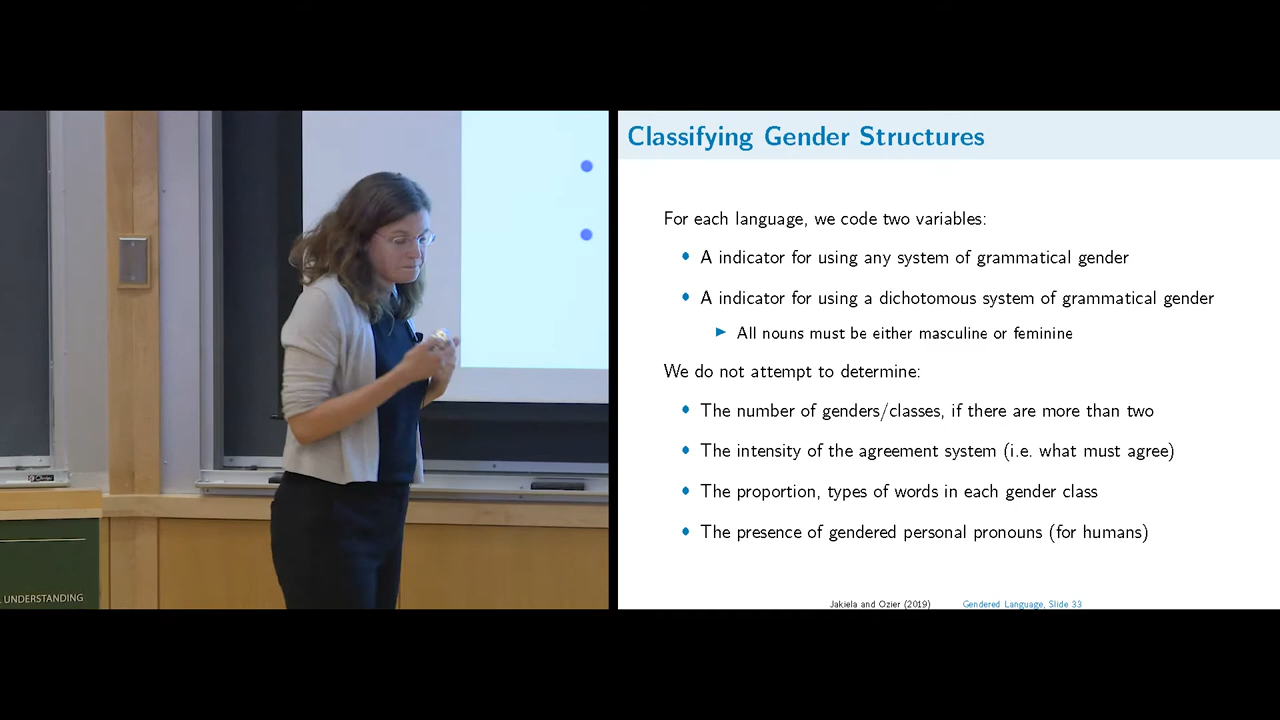 Classifying Gender Structures
For each language, we code two variables:
A indicator for using any system of grammatical gender
A indicator for using a dichotomous system of grammatical gender
All nouns must be either masculine or feminine
We do not attempt to determine:
The number of genders/classes, if there are more than two
The intensity of the agreement system (i.e. what must agree)
The proportion, types of words in each gender class
The presence of gendered personal pronouns (for humans)
Jakiela and Ozier (2019) Gendered Language, Slide 33
UNDERSTANDING